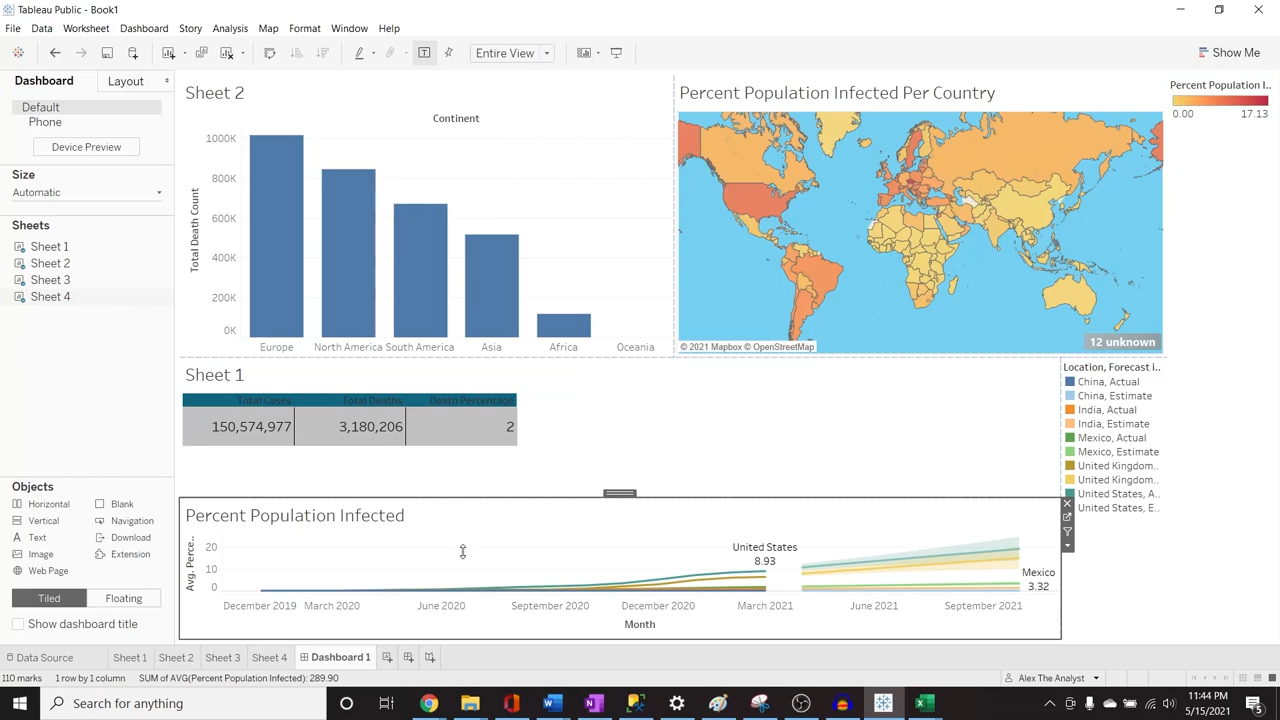 Tableau Public - Book1
File Data Worksheet Dashboard Story Analysis Map Format Window Help
Entire View
Show Me
Dashboard Layout
Default
Phone
Device Preview
Size
Automatic
Sheets
Sheet 1
Sheet 2
Sheet 3
Sheet 4
Objects
Horizontal Blank
Vertical Navigation
Text Download
Image Extension
Web Page
Tiled Floating
Show dashboard title
Sheet 2
Continent
Total Death Count
1000K
800K
600K
400K
200K
0K
Europe North America South America Asia Africa Oceania
Percent Population Infected Per Country
© 2021 Mapbox © OpenStreetMap
12 unknown
Percent Population I..
0.00 17.13
Sheet 1
Total Cases Total Deaths Death Percentage
150,574,977 3,180,206 2
Location, Forecast i..
China, Actual
China, Estimate
India, Actual
India, Estimate
Mexico, Actual
Mexico, Estimate
United Kingdom..
United Kingdom..
United States, A..
United States, E..
Percent Population Infected
Avg. Perce..
20
10
0
United States
8.93
Mexico
3.32
December 2019 March 2020 June 2020 September 2020 December 2020 March 2021 June 2021 September 2021
Month
Data Source Sheet 1 Sheet 2 Sheet 3 Sheet 4 Dashboard 1
110 marks 1 row by 1 column SUM of AVG(Percent Population Infected): 289.90
Alex The Analyst
Search for anything
11:44 PM
5/15/2021
5